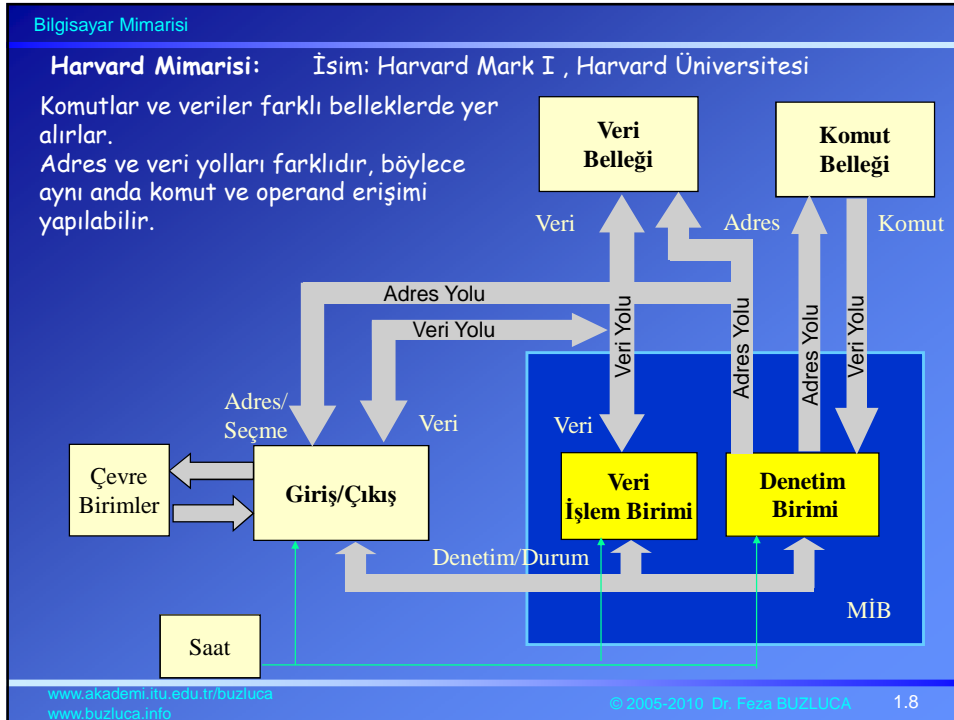 Bilgisayar Mimarisi
Harvard Mimarisi: İsim: Harvard Mark I , Harvard Üniversitesi
Komutlar ve veriler farklı belleklerde yer
alırlar.
Adres ve veri yolları farklıdır, böylece
aynı anda komut ve operand erişimi
yapılabilir.
Veri
Belleği
Komut
Belleği
Veri
Adres
Komut
Adres Yolu
Veri Yolu
Veri Yolu
Adres Yolu
Adres Yolu
Veri Yolu
Adres/
Seçme
Veri
Veri
Çevre
Birimler
Giriş/Çıkış
Veri
İşlem Birimi
Denetim
Birimi
Denetim/Durum
MİB
Saat
www.akademi.itu.edu.tr/buzluca
www.buzluca.info
© 2005-2010 Dr. Feza BUZLUCA
1.8